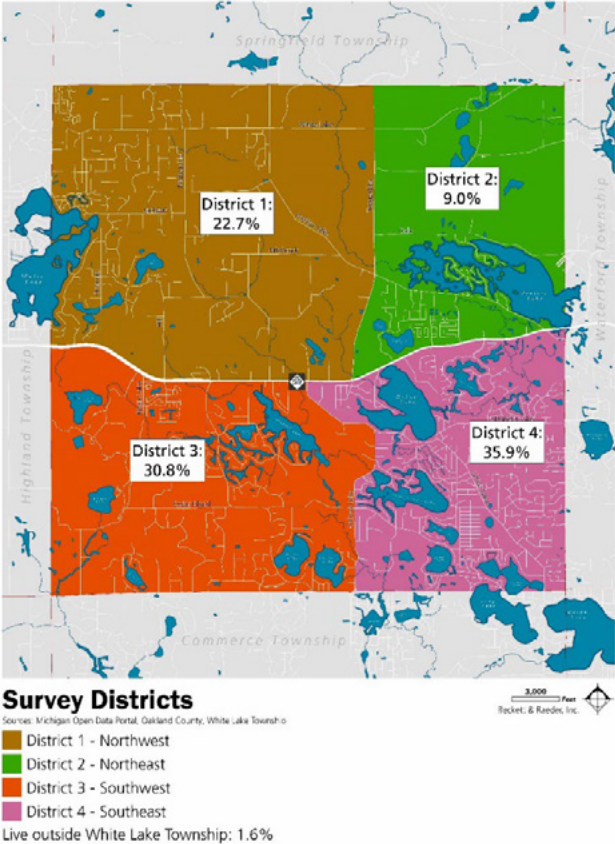 Springfield Township
District 1:
22.7%
District 2:
9.0%
Waterford Township
Highland Township
District 3:
30.8%
District 4:
35.9%
Commerce Township
Survey Districts
3,000 Feet
Sources: Michigan Open Data Portal, Oakland County, White Lake Township
Beckett & Raeder, Inc.
District 1 - Northwest
District 2 - Northeast
District 3 - Southwest
District 4 - Southeast
Live outside White Lake Township: 1.6%